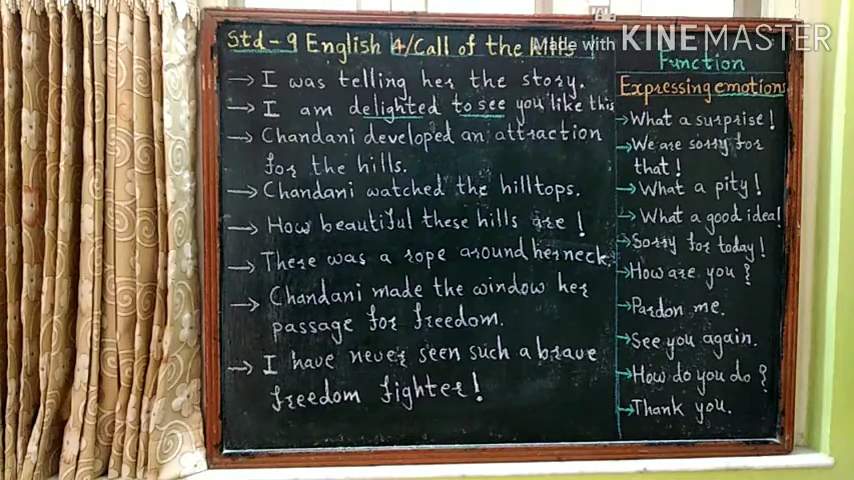 Std - 9 English 4/Call of the Hills
→ I was telling her the story.
→ I am delighted to see you like this
→ Chandani developed an attraction
for the hills.
→ Chandani watched the hilltops.
→ How beautiful these hills are!
→ There was a rope around her neck.
→ Chandani made the window her
passage for freedom.
→ I have never seen such a brave
freedom fighter!
Made with KINEMASTER
Function
Expressing emotions
→ What a surprise!
→ We are sorry for
that!
→ What a pity!
→ What a good idea!
→ Sorry for today!
→ How are you?
→ Pardon me.
→ See you again.
→ How do you do?
→ Thank you.